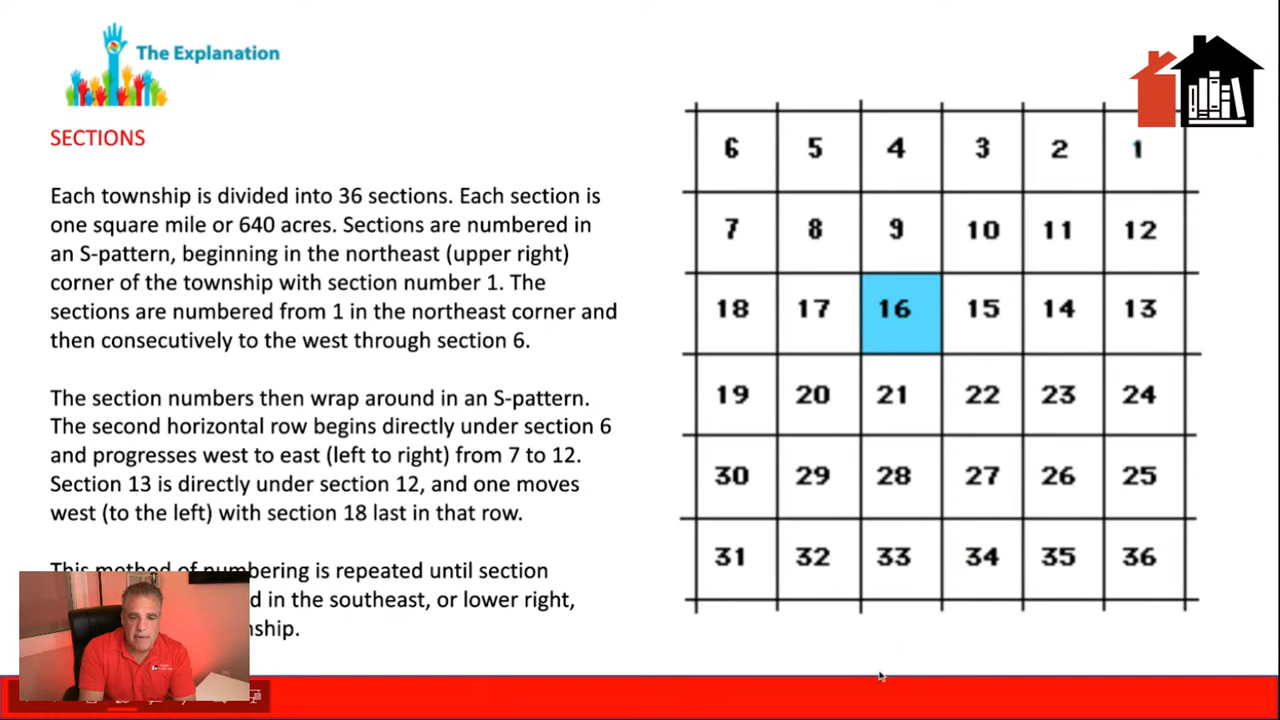 The Explanation
SECTIONS
Each township is divided into 36 sections. Each section is
one square mile or 640 acres. Sections are numbered in
an S-pattern, beginning in the northeast (upper right)
corner of the township with section number 1. The
sections are numbered from 1 in the northeast corner and
then consecutively to the west through section 6.
The section numbers then wrap around in an S-pattern.
The second horizontal row begins directly under section 6
and progresses west to east (left to right) from 7 to 12.
Section 13 is directly under section 12, and one moves
west (to the left) with section 18 last in that row.
This method of numbering is repeated until section
in the southeast, or lower right,
6 5 4 3 2 1
7 8 9 10 11 12
18 17 16 15 14 13
19 20 21 22 23 24
30 29 28 27 26 25
31 32 33 34 35 36